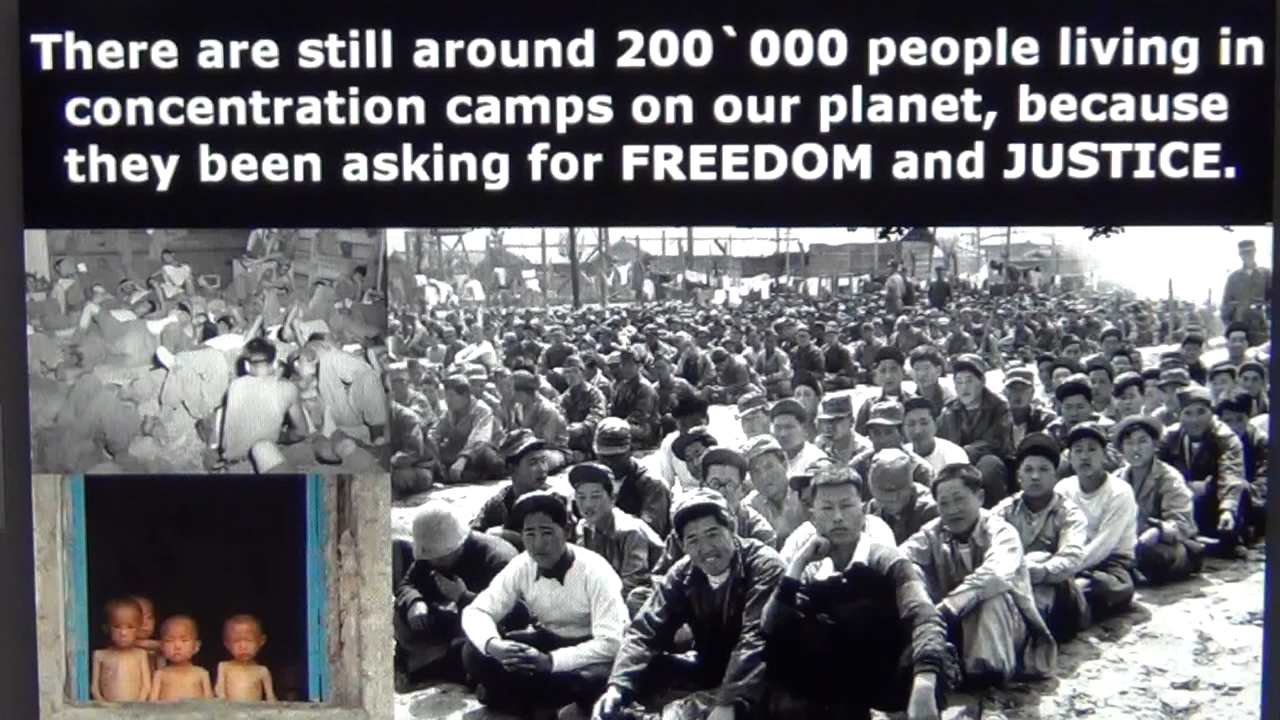 There are still around 200`000 people living in
concentration camps on our planet, because
they been asking for FREEDOM and JUSTICE.